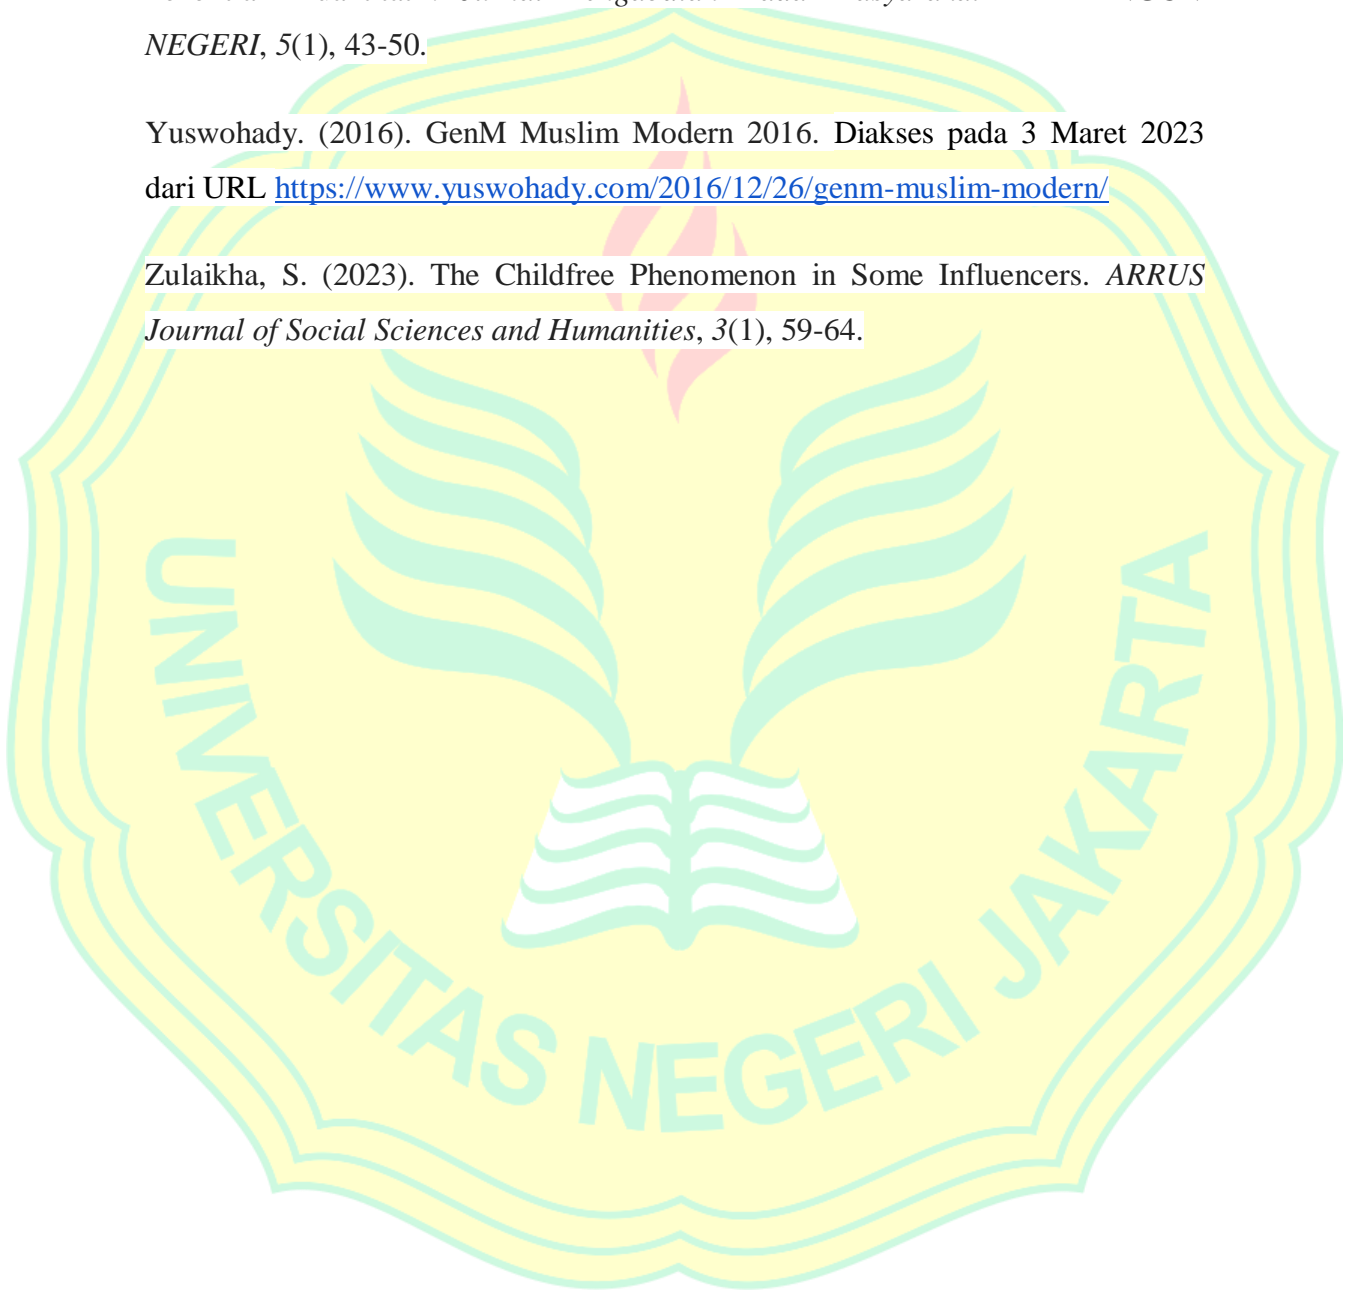 NEGERI, 5(1), 43-50.
Yuswohady. (2016). GenM Muslim Modern 2016. Diakses pada 3 Maret 2023
dari URL https://www.yuswohady.com/2016/12/26/genm-muslim-modern/
Zulaikha, S. (2023). The Childfree Phenomenon in Some Influencers. ARRUS
Journal of Social Sciences and Humanities, 3(1), 59-64.
UNIVERSITAS NEGERI JAKARTA